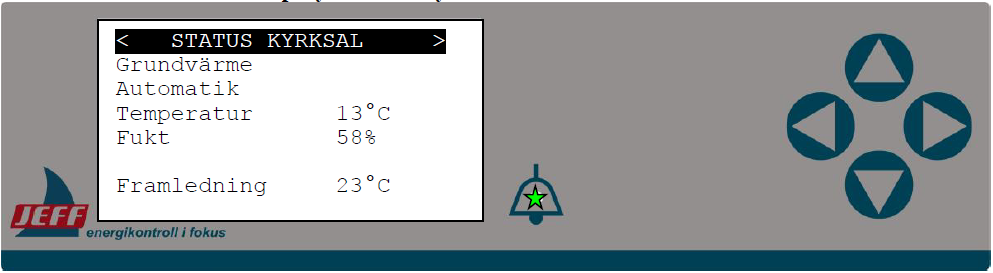 < STATUS KYRKSAL >
Grundvärme
Automatik
Temperatur 13°C
Fukt 58%
Framledning 23°C
JEFF
energikontroll i fokus